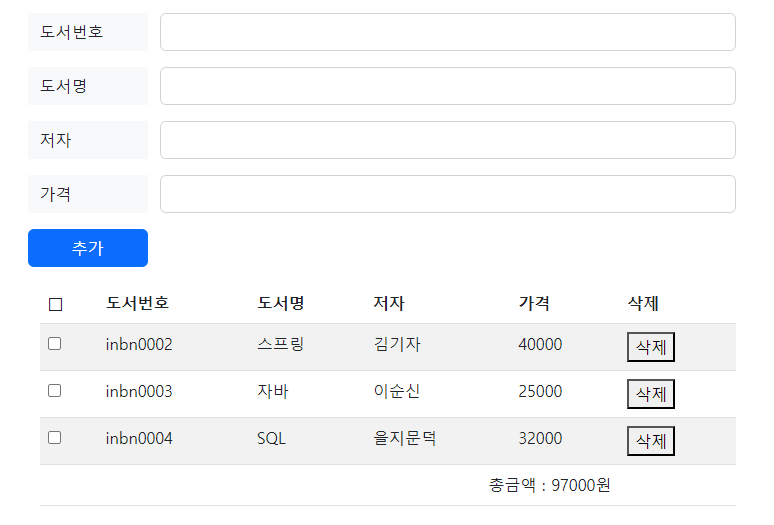 도서번호
도서명
저자
가격
추가
도서번호 도서명 저자 가격 삭제
inbn0002 스프링 김기자 40000 삭제
inbn0003 자바 이순신 25000 삭제
inbn0004 SQL 을지문덕 32000 삭제
총금액 : 97000원